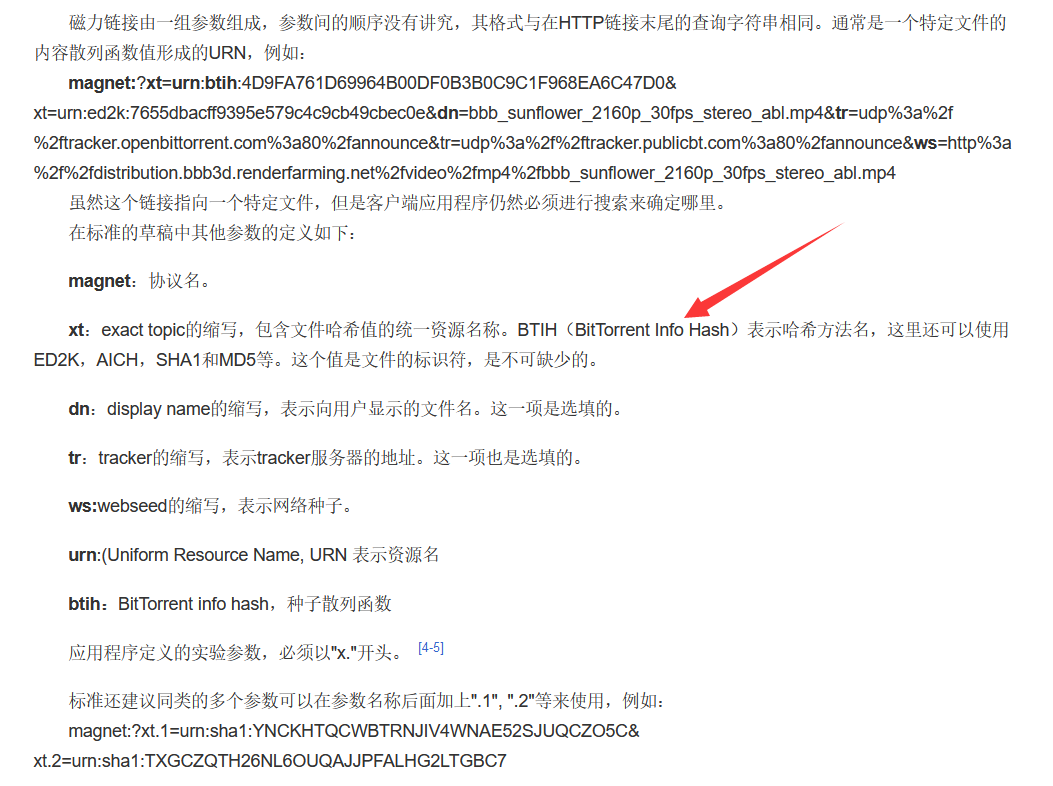 磁力链接由一组参数组成，参数间的顺序没有讲究，其格式与在HTTP链接末尾的查询字符串相同。通常是一个特定文件的
内容散列函数值形成的URN，例如：
magnet:?xt=urn:btih:4D9FA761D69964B00DF0B3B0C9C1F968EA6C47D0&
xt=urn:ed2k:7655dbacff9395e579c4c9cb49cbec0e&dn=bbb_sunflower_2160p_30fps_stereo_abl.mp4&tr=udp%3a%2f
%2ftracker.openbittorrent.com%3a80%2fannounce&tr=udp%3a%2f%2ftracker.publicbt.com%3a80%2fannounce&ws=http%3a
%2f%2fdistribution.bbb3d.renderfarming.net%2fvideo%2fmp4%2fbbb_sunflower_2160p_30fps_stereo_abl.mp4
虽然这个链接指向一个特定文件，但是客户端应用程序仍然必须进行搜索来确定哪里。
在标准的草稿中其他参数的定义如下：
magnet：协议名。
xt：exact topic的缩写，包含文件哈希值的统一资源名称。BTIH（BitTorrent Info Hash）表示哈希方法名，这里还可以使用
ED2K，AICH，SHA1和MD5等。这个值是文件的标识符，是不可缺少的。
dn：display name的缩写，表示向用户显示的文件名。这一项是选填的。
tr：tracker的缩写，表示tracker服务器的地址。这一项也是选填的。
ws:webseed的缩写，表示网络种子。
urn:(Uniform Resource Name, URN 表示资源名
btih：BitTorrent info hash，种子散列函数
应用程序定义的实验参数，必须以"x."开头。 [4-5]
标准还建议同类的多个参数可以在参数名称后面加上".1", ".2"等来使用，例如：
magnet:?xt.1=urn:sha1:YNCKHTQCWBTRNJIV4WNAE52SJUQCZO5C&
xt.2=urn:sha1:TXGCZQTH26NL6OUQAJJPFALHG2LTGBC7